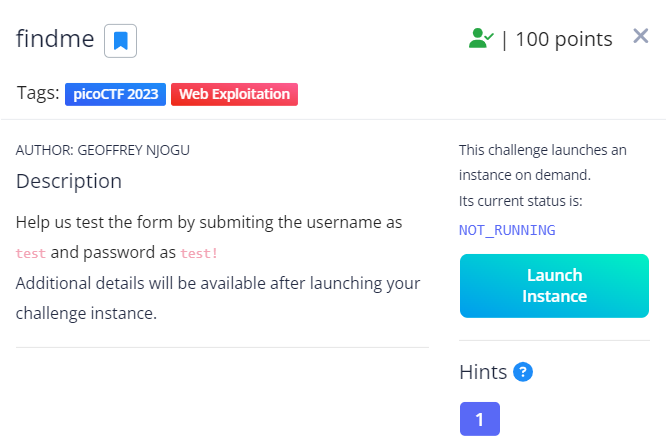 findme
| 100 points
Tags: picoCTF 2023 Web Exploitation
AUTHOR: GEOFFREY NJOGU
Description
Help us test the form by submiting the username as
test and password as test!
Additional details will be available after launching your
challenge instance.
This challenge launches an
instance on demand.
Its current status is:
NOT_RUNNING
Launch
Instance
Hints ?
1